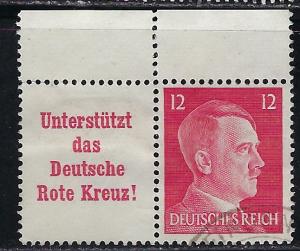 Unterstützt
das
Deutsche
Rote Kreuz!
12 12
DEUTSCHES REICH